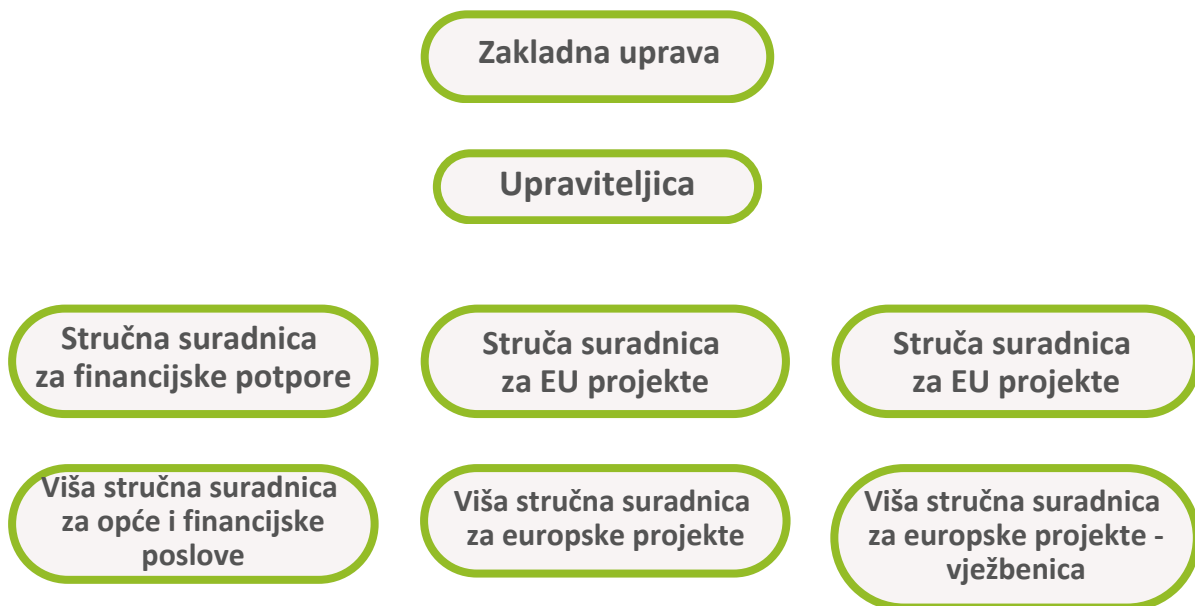 Zakladna uprava
Upraviteljica
Stručna suradnica
za financijske potpore
Struča suradnica
za EU projekte
Struča suradnica
za EU projekte
Viša stručna suradnica
za opće i financijske
poslove
Viša stručna suradnica
za europske projekte
Viša stručna suradnica
za europske projekte -
vježbenica